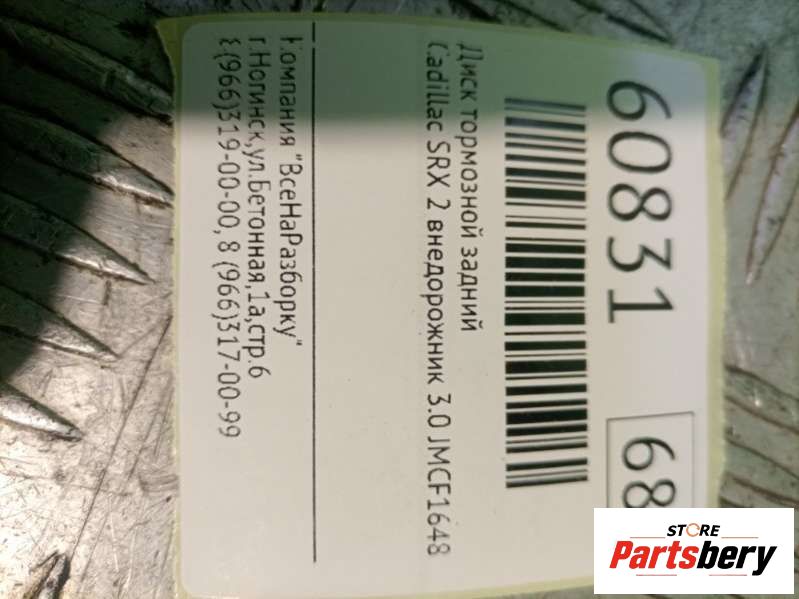 60831
68
Диск тормозной задний
Cadillac SRX 2 внедорожник 3.0 JMCF1648
Компания "ВсеНаРазборку"
г.Ногинск,ул.Бетонная,1а,стр.6
8(966)319-00-00, 8 (966)317-00-99
STORE
Partsbery